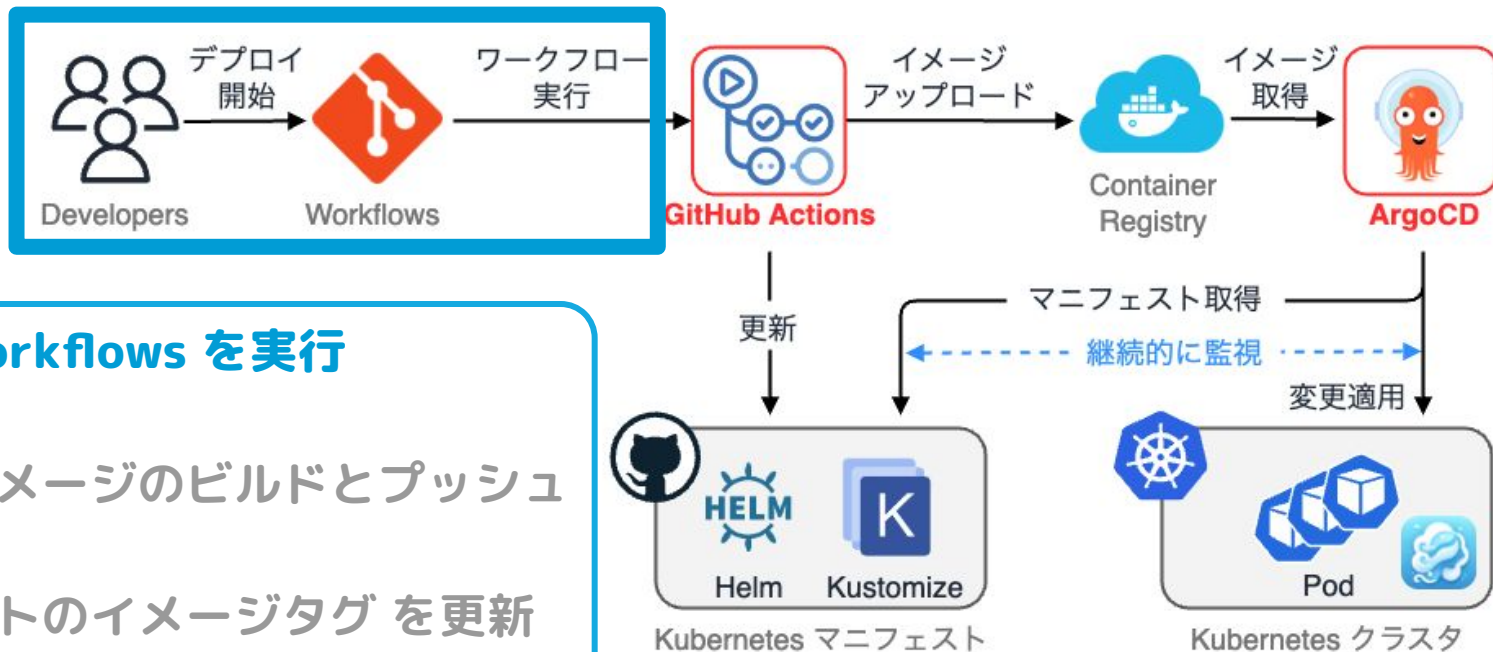 デプロイ
開始
ワークフロー
実行
イメージ
アップロード
イメージ
取得
Developers
Workflows
GitHub Actions
Container
Registry
ArgoCD
更新
マニフェスト取得
継続的に監視
変更適用
orkflows を実行
メージのビルドとプッシュ
トのイメージタグ を更新
HELM
K
Helm
Kustomize
Pod
Kubernetes マニフェスト
Kubernetes クラスタ